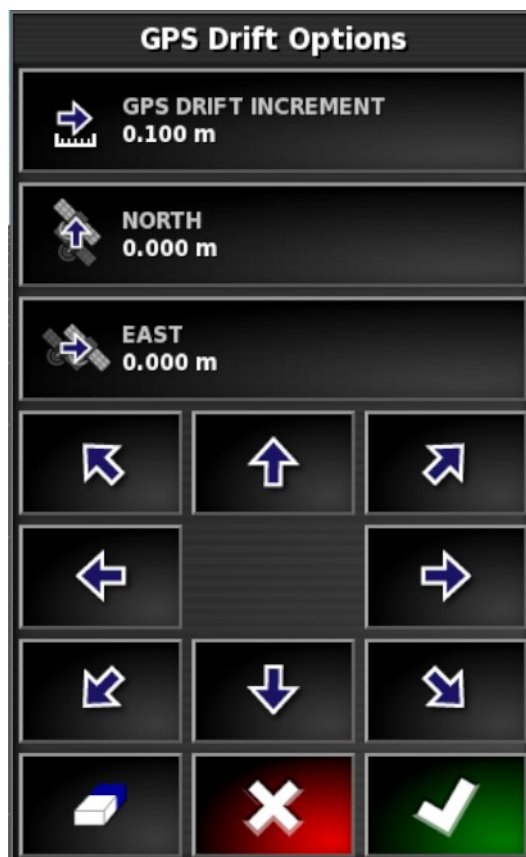 GPS Drift Options
GPS DRIFT INCREMENT
0.100 m
NORTH
0.000 m
EAST
0.000 m